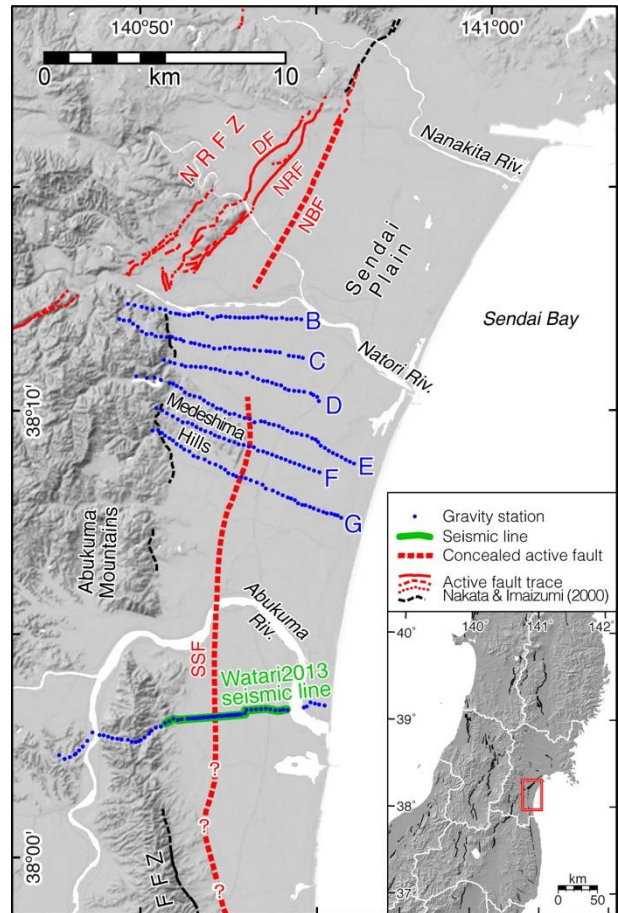 140°50'
141°00'
0
10
km
NRFZ
DF
NRF
NBF
Nanakita Riv.
Sendai
Plain
Sendai Bay
Natori Riv.
B
C
D
E
F
G
38°10'
Medeshima
Hills
Abukuma
Mountains
Abukuma
Riv.
SSF
Watari2013
seismic line
?
?
?
FFZ
38°00'
Gravity station
Seismic line
Concealed active fault
Active fault trace
Nakata & Imaizumi (2000)
140°
141°
142°
40°
39°
38°
37°
km
0
50